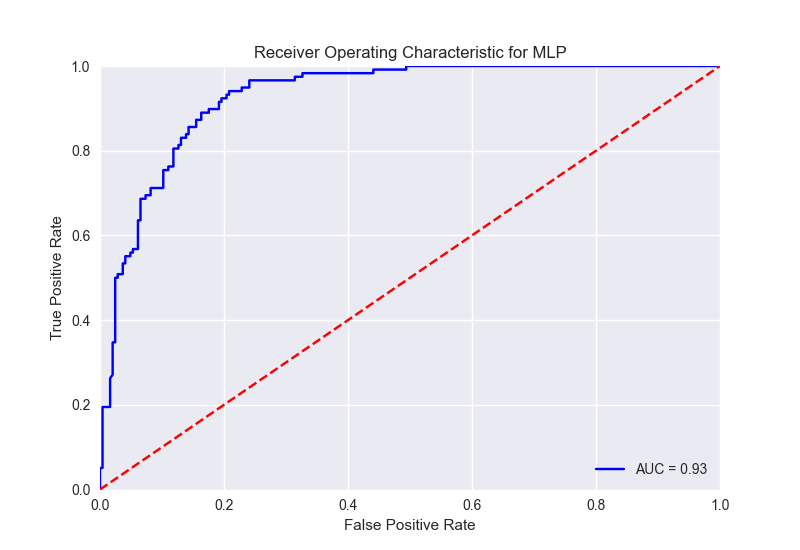 Receiver Operating Characteristic for MLP
1.0
0.8
0.6
0.4
0.2
0.0
True Positive Rate
AUC = 0.93
0.0 0.2 0.4 0.6 0.8 1.0
False Positive Rate